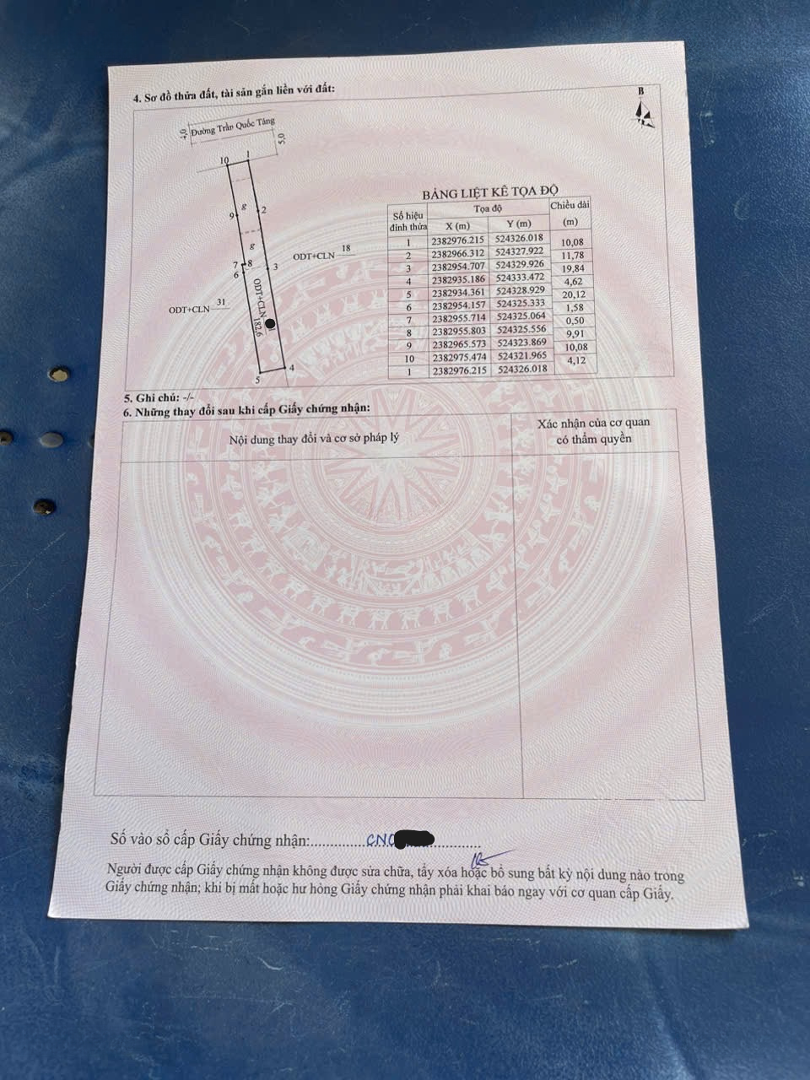 4. Sơ đồ thửa đất, tài sản gắn liền với đất:
B
4,0
Đường Trần Quốc Tảng
5,0
10
1
g
9
2
g
7
8
6
3
ODT+CLN 18
ODT+CLN 31
ODT+CLN
182,6
4
5
BẢNG LIỆT KÊ TỌA ĐỘ
Số hiệu đỉnh thửa Tọa độ Chiều dài (m)
X (m) Y (m)
1 2382976.215 524326.018
10,08
2 2382966.312 524327.922
11,78
3 2382954.707 524329.926
19,84
4 2382935.186 524333.472
4,62
5 2382934.361 524328.929
20,12
6 2382954.157 524325.333
1,58
7 2382955.714 524325.064
0,50
8 2382955.803 524325.556
9,91
9 2382965.573 524323.869
10,08
10 2382975.474 524321.965
4,12
1 2382976.215 524326.018
5. Ghi chú: -/-
6. Những thay đổi sau khi cấp Giấy chứng nhận:
Nội dung thay đổi và cơ sở pháp lý
Xác nhận của cơ quan
có thẩm quyền
Số vào sổ cấp Giấy chứng nhận:
Người được cấp Giấy chứng nhận không được sửa chữa, tẩy xóa hoặc bổ sung bất kỳ nội dung nào trong
Giấy chứng nhận; khi bị mất hoặc hư hỏng Giấy chứng nhận phải khai báo ngay với cơ quan cấp Giấy.